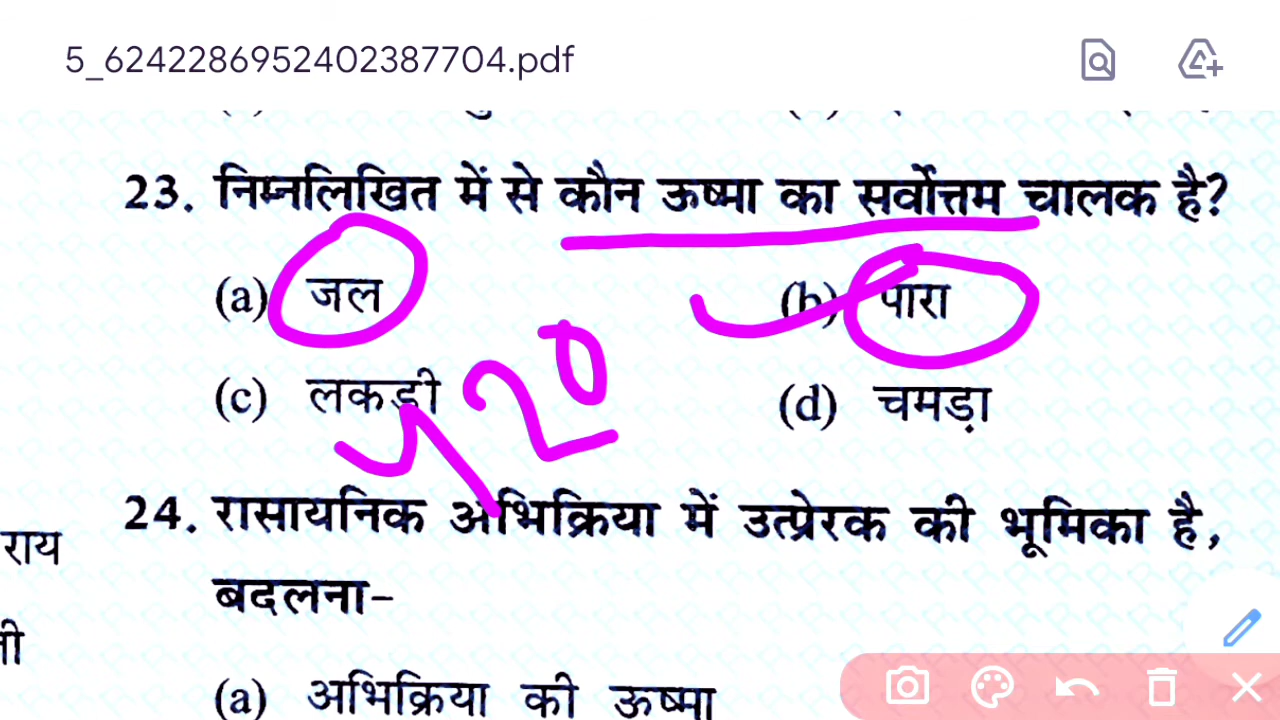 5_6242286952402387704.pdf
23. निम्नलिखित में से कौन ऊष्मा का सर्वोत्तम चालक है?
(a) जल (b) पारा
(c) लकड़ी (d) चमड़ा
24. रासायनिक अभिक्रिया में उत्प्रेरक की भूमिका है,
राय
बदलना-
(a) अभिक्रिया की ऊष्मा